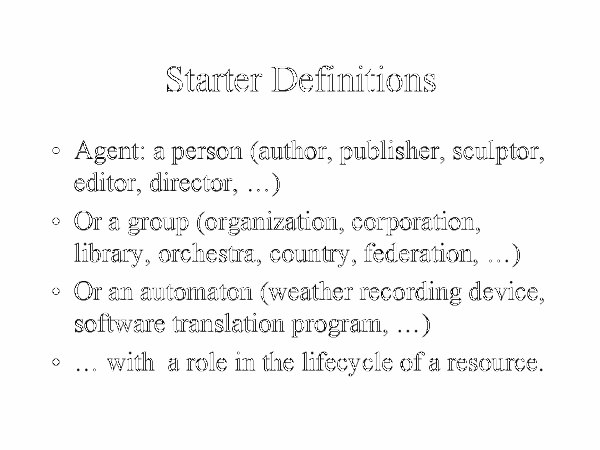 Starter Definitions
• Agent: a person (author, publisher, sculptor,
editor, director, …)
• Or a group (organization, corporation,
library, orchestra, country, federation, …)
• Or an automaton (weather recording device,
software translation program, …)
• … with  a role in the lifecycle of a resource.